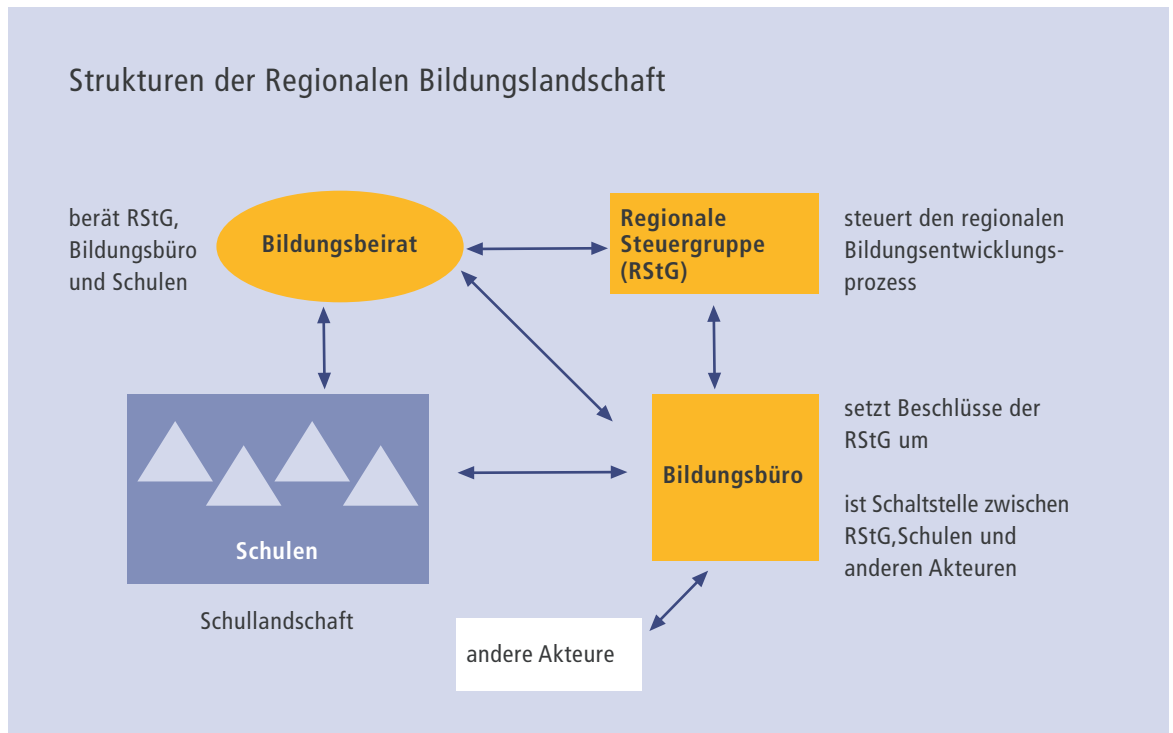 Strukturen der Regionalen Bildungslandschaft
berät RStG,
Bildungsbüro
und Schulen
Bildungsbeirat
Regionale
Steuergruppe
(RStG)
steuert den regionalen
Bildungsentwicklungs-
prozess
Schulen
Schullandschaft
Bildungsbüro
setzt Beschlüsse der
RStG um
ist Schaltstelle zwischen
RStG,Schulen und
anderen Akteuren
andere Akteure